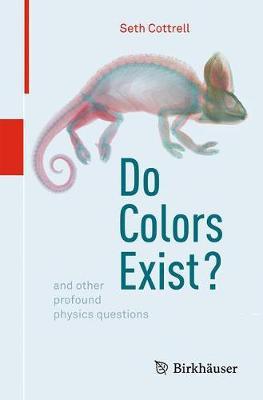 Seth Cottrell
Do
Colors
Exist?
and other
profound
physics questions
Birkhäuser